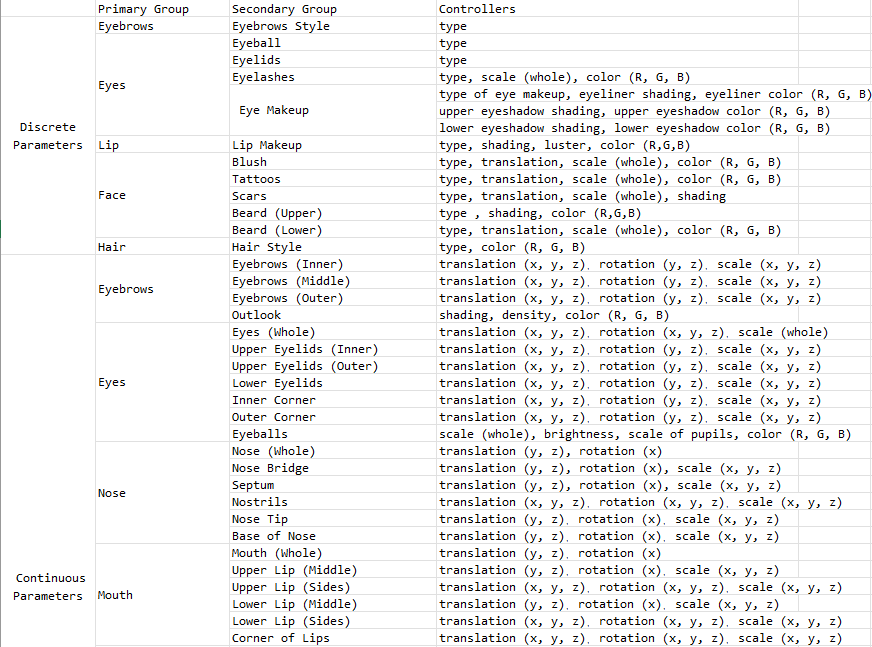 Primary Group Secondary Group Controllers
Eyebrows Eyebrows Style type
Eyeball type
Eyelids type
Eyelashes type, scale (whole), color (R, G, B)
Eyes
type of eye makeup, eyeliner shading, eyeliner color (R, G, B)
Eye Makeup upper eyeshadow shading, upper eyeshadow color (R, G, B)
lower eyeshadow shading, lower eyeshadow color (R, G, B)
Discrete
Parameters
Lip Lip Makeup type, shading, luster, color (R,G,B)
Blush type, translation, scale (whole), color (R, G, B)
Tattoos type, translation, scale (whole), color (R, G, B)
Face Scars type, translation, scale (whole), shading
Beard (Upper) type , shading, color (R,G,B)
Beard (Lower) type, translation, scale (whole), color (R, G, B)
Hair Hair Style type, color (R, G, B)
Eyebrows (Inner) translation (x, y, z), rotation (y, z), scale (x, y, z)
Eyebrows Eyebrows (Middle) translation (x, y, z), rotation (y, z), scale (x, y, z)
Eyebrows (Outer) translation (x, y, z), rotation (y, z), scale (x, y, z)
Outlook shading, density, color (R, G, B)
Eyes (Whole) translation (x, y, z), rotation (x, y, z), scale (whole)
Upper Eyelids (Inner) translation (x, y, z), rotation (y, z), scale (x, y, z)
Upper Eyelids (Outer) translation (x, y, z), rotation (y, z), scale (x, y, z)
Eyes Lower Eyelids translation (x, y, z), rotation (y, z), scale (x, y, z)
Inner Corner translation (x, y, z), rotation (y, z), scale (x, y, z)
Outer Corner translation (x, y, z), rotation (y, z), scale (x, y, z)
Eyeballs scale (whole), brightness, scale of pupils, color (R, G, B)
Nose (Whole) translation (y, z), rotation (x)
Nose Bridge translation (y, z), rotation (x), scale (x, y, z)
Nose Septum translation (y, z), rotation (x), scale (x, y, z)
Nostrils translation (x, y, z), rotation (x, y, z), scale (x, y, z)
Nose Tip translation (y, z), rotation (x), scale (x, y, z)
Base of Nose translation (y, z), rotation (x), scale (x, y, z)
Mouth (Whole) translation (y, z), rotation (x)
Upper Lip (Middle) translation (y, z), rotation (x), scale (x, y, z)
Continuous
Parameters
Upper Lip (Sides) translation (x, y, z), rotation (x, y, z), scale (x, y, z)
Mouth
Lower Lip (Middle) translation (y, z), rotation (x), scale (x, y, z)
Lower Lip (Sides) translation (x, y, z), rotation (x, y, z), scale (x, y, z)
Corner of Lips translation (x, y, z), rotation (x, y, z), scale (x, y, z)